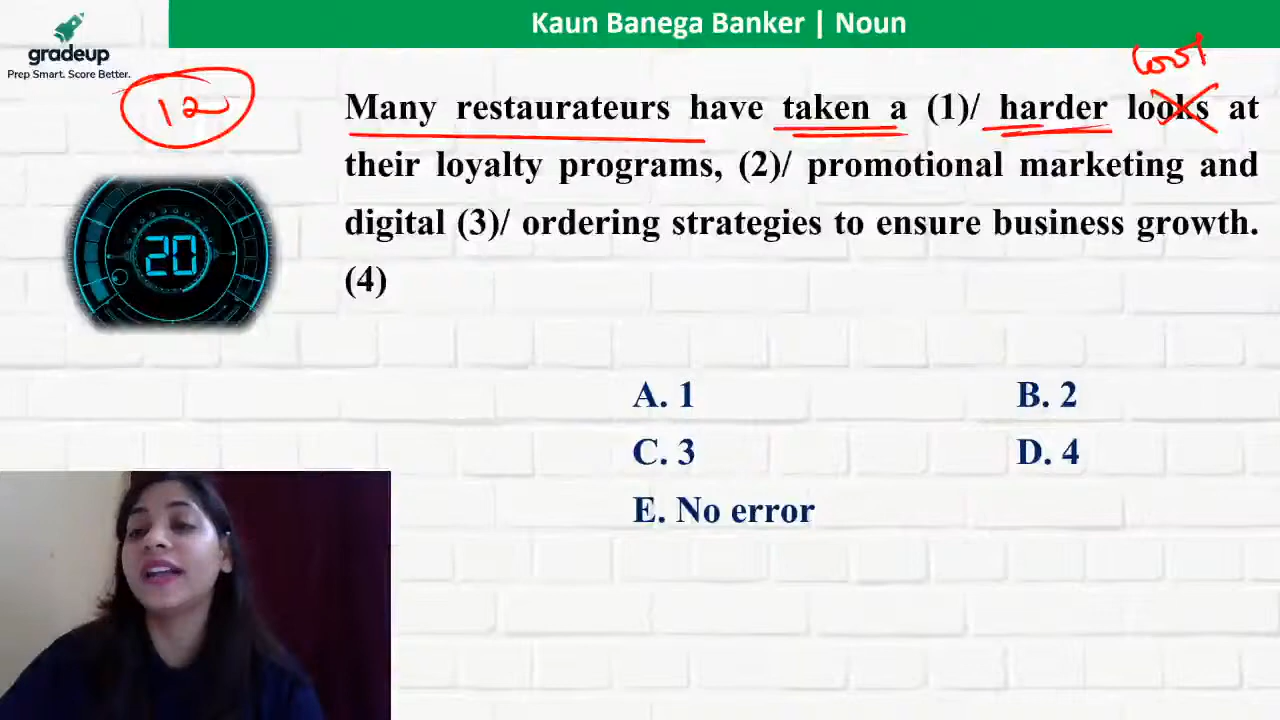 Kaun Banega Banker | Noun
gradeup
Prep Smart. Score Better.
look
12
Many restaurateurs have taken a (1)/ harder looks at
their loyalty programs, (2)/ promotional marketing and
digital (3)/ ordering strategies to ensure business growth.
(4)
20
A. 1
B. 2
C. 3
D. 4
E. No error